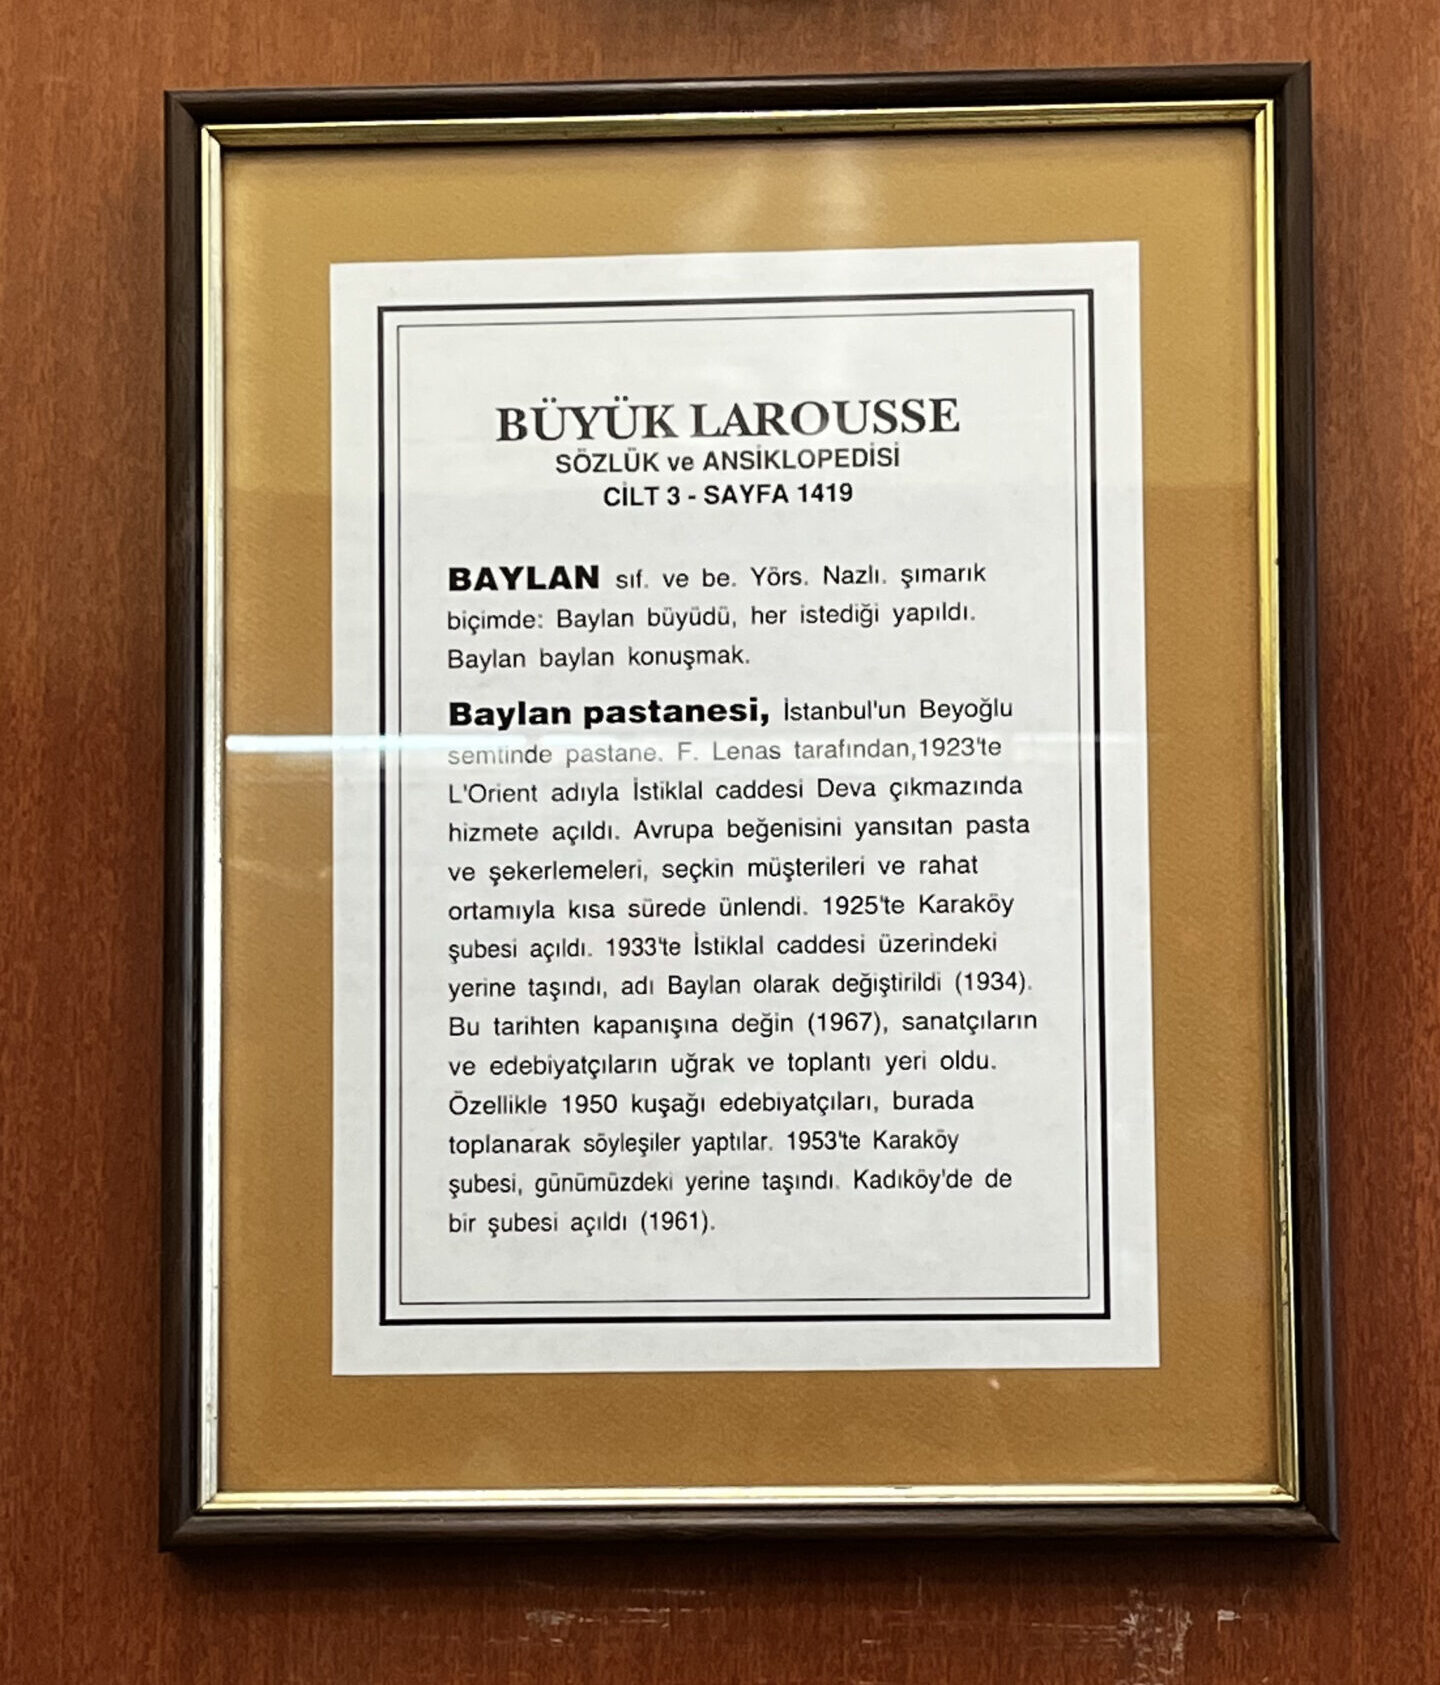 BÜYÜK LAROUSSE
SÖZLÜK ve ANSİKLOPEDİSİ
CİLT 3 - SAYFA 1419
BAYLAN sıf. ve be. Yörs. Nazlı. şımarık
biçimde: Baylan büyüdü, her istediği yapıldı.
Baylan baylan konuşmak.
Baylan pastanesi, İstanbul'un Beyoğlu
semtinde pastane. F. Lenas tarafından,1923'te
L'Orient adıyla İstiklal caddesi Deva çıkmazında
hizmete açıldı. Avrupa beğenisini yansıtan pasta
ve şekerlemeleri, seçkin müşterileri ve rahat
ortamıyla kısa sürede ünlendi. 1925'te Karaköy
şubesi açıldı. 1933'te İstiklal caddesi üzerindeki
yerine taşındı, adı Baylan olarak değiştirildi (1934).
Bu tarihten kapanışına değin (1967), sanatçıların
ve edebiyatçıların uğrak ve toplantı yeri oldu.
Özellikle 1950 kuşağı edebiyatçıları, burada
toplanarak söyleşiler yaptılar. 1953'te Karaköy
şubesi, günümüzdeki yerine taşındı. Kadıköy'de de
bir şubesi açıldı (1961).